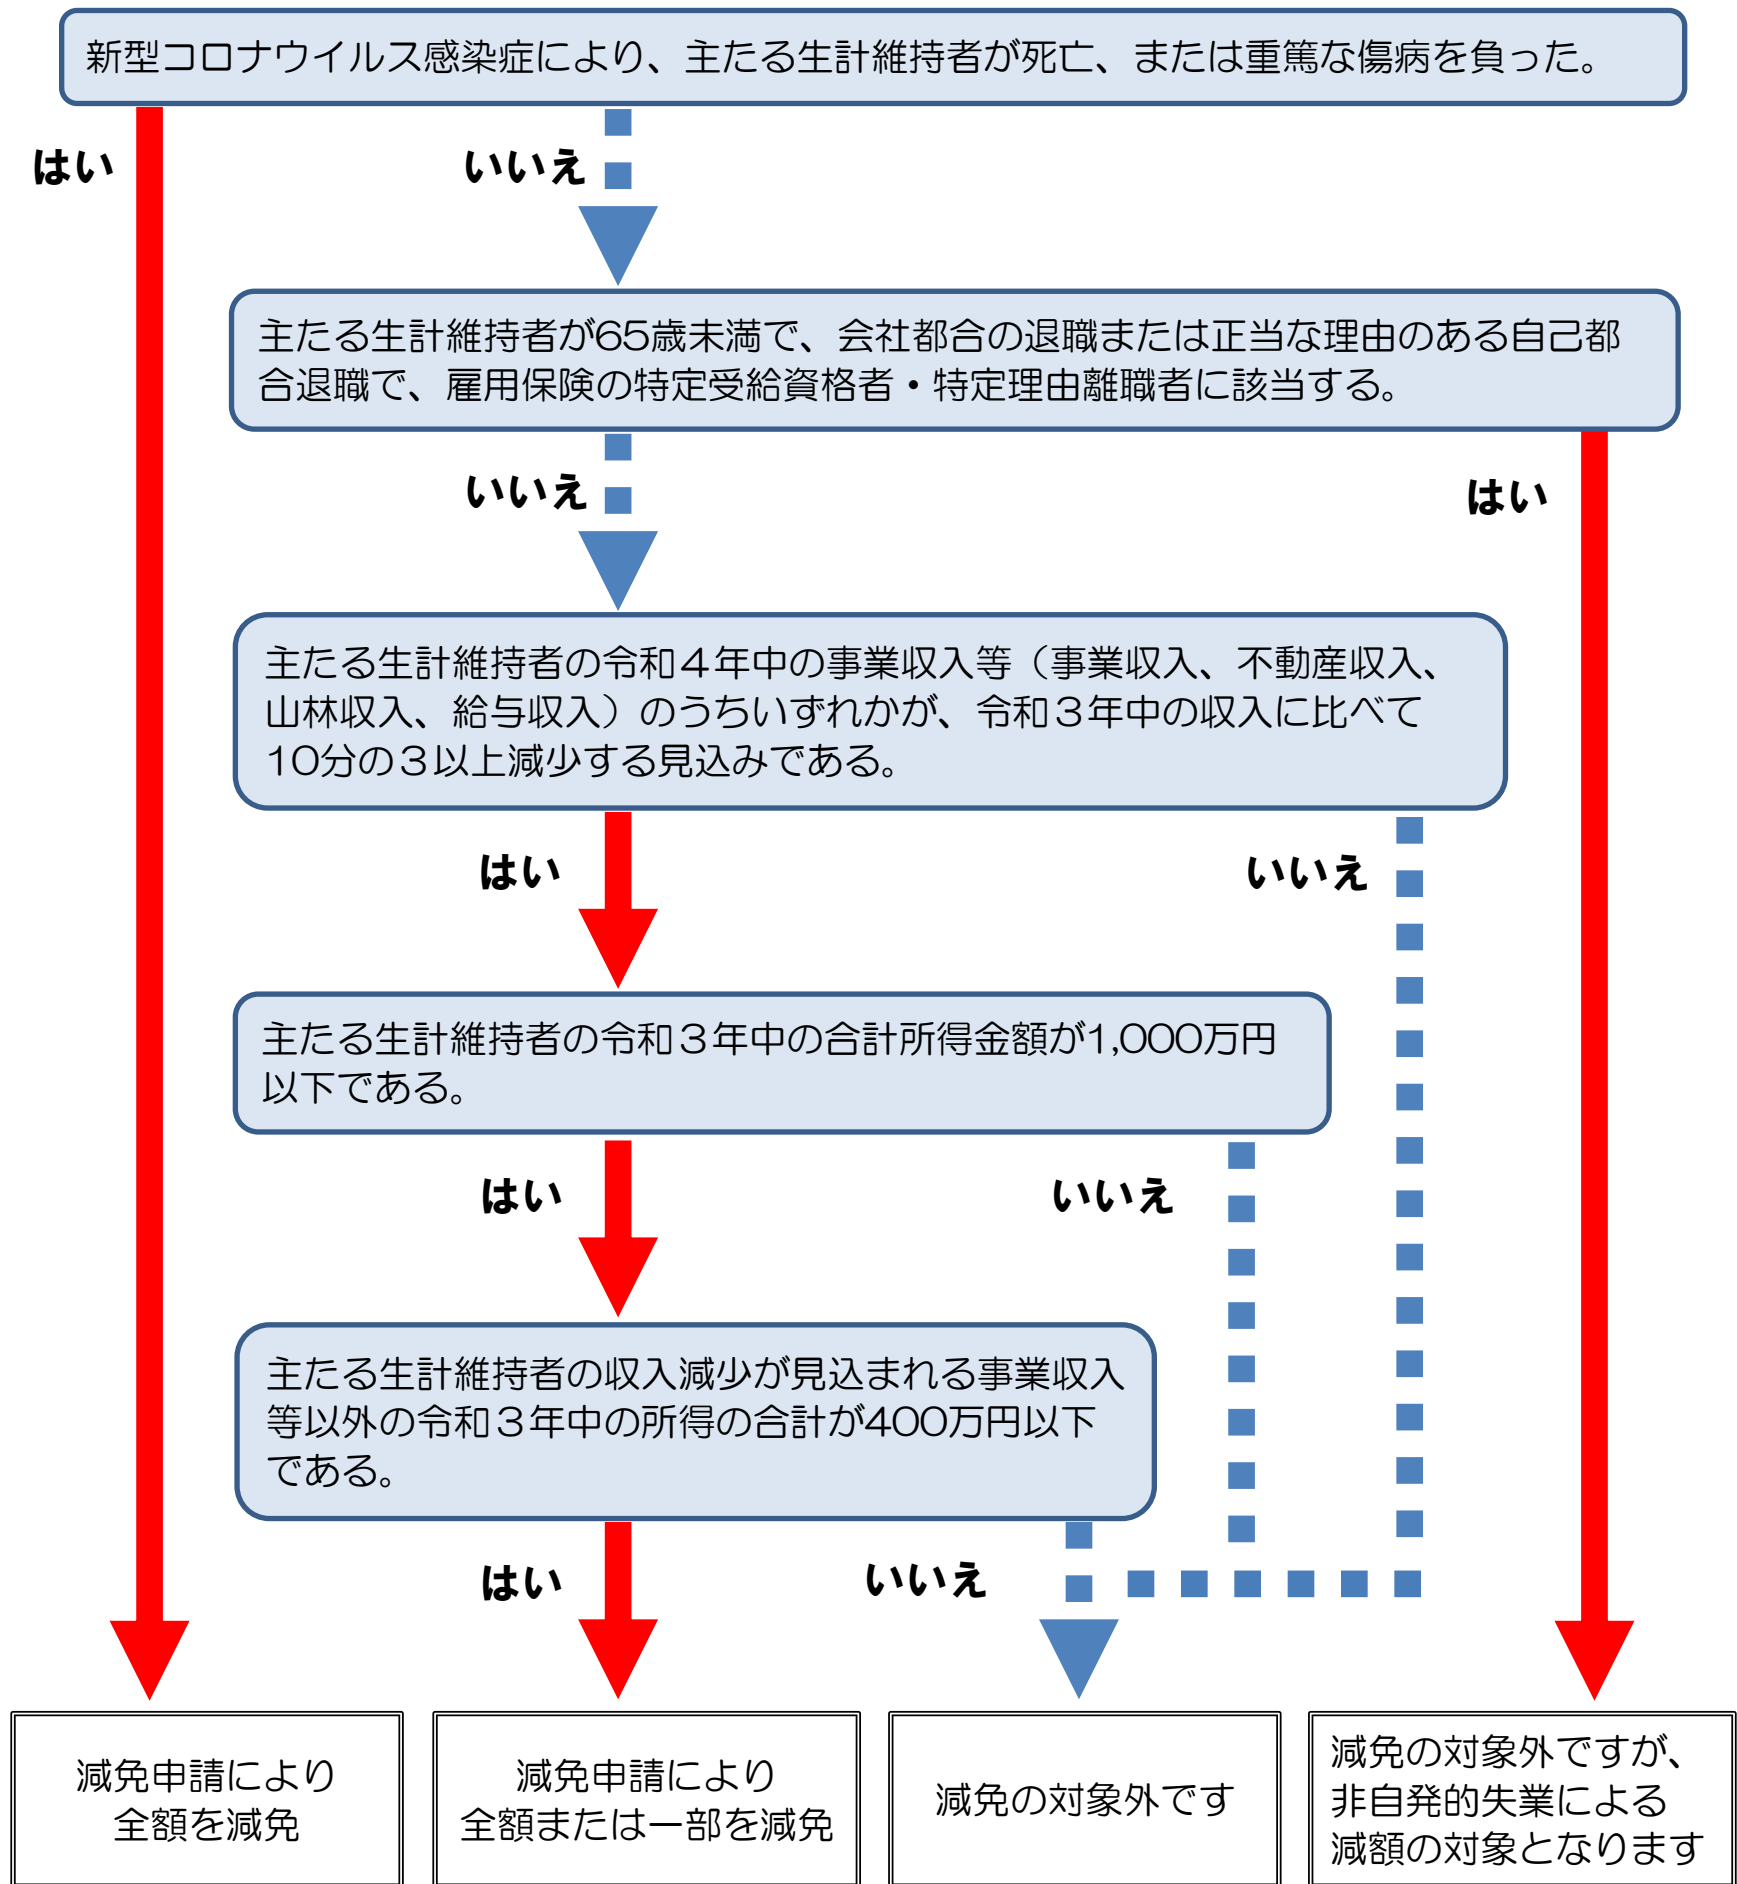 新型コロナウイルス感染症により、主たる生計維持者が死亡、または重篤な傷病を負った。
はい
いいえ
主たる生計維持者が65歳未満で、会社都合の退職または正当な理由のある自己都
合退職で、雇用保険の特定受給資格者・特定理由離職者に該当する。
いいえ
はい
主たる生計維持者の令和４年中の事業収入等（事業収入、不動産収入、
山林収入、給与収入）のうちいずれかが、令和３年中の収入に比べて
10分の３以上減少する見込みである。
はい
いいえ
主たる生計維持者の令和３年中の合計所得金額が1,000万円
以下である。
はい
いいえ
主たる生計維持者の収入減少が見込まれる事業収入
等以外の令和３年中の所得の合計が400万円以下
である。
はい
いいえ
減免申請により
全額を減免
減免申請により
全額または一部を減免
減免の対象外です
減免の対象外ですが、
非自発的失業による
減額の対象となります